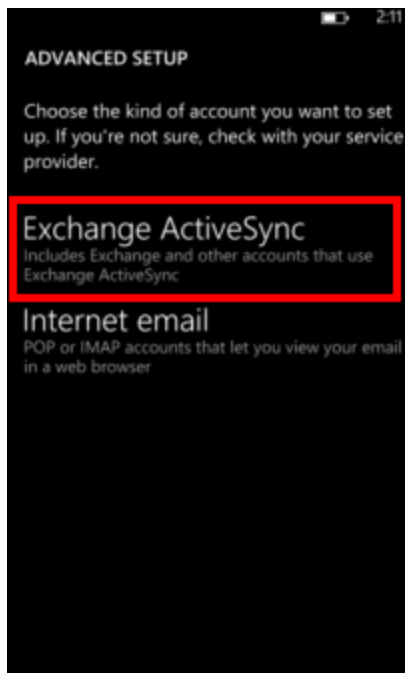 2:11
ADVANCED SETUP
Choose the kind of account you want to set
up. If you're not sure, check with your service
provider.
Exchange ActiveSync
Includes Exchange and other accounts that use
Exchange ActiveSync
Internet email
POP or IMAP accounts that let you view your email
in a web browser